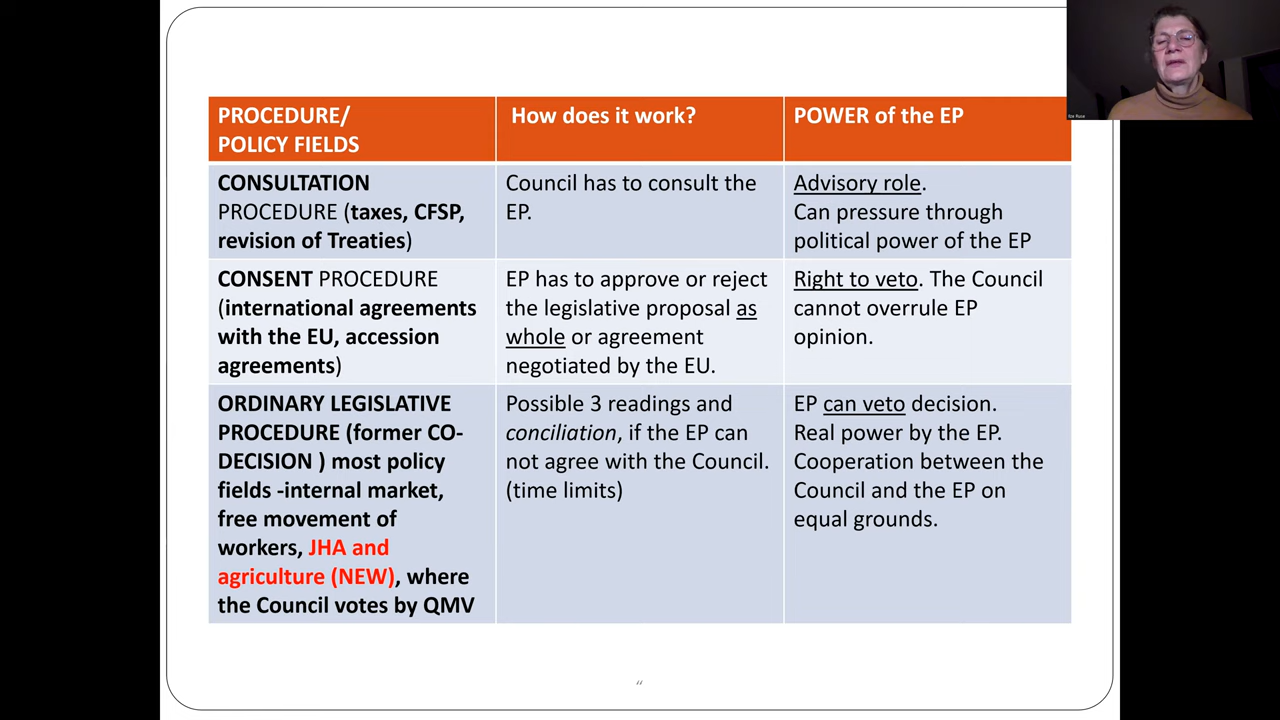 PROCEDURE/
POLICY FIELDS
How does it work?
POWER of the EP
CONSULTATION
PROCEDURE (taxes, CFSP,
revision of Treaties)
Council has to consult the
EP.
Advisory role.
Can pressure through
political power of the EP
CONSENT PROCEDURE
(international agreements
with the EU, accession
agreements)
EP has to approve or reject
the legislative proposal as
whole or agreement
negotiated by the EU.
Right to veto. The Council
cannot overrule EP
opinion.
ORDINARY LEGISLATIVE
PROCEDURE (former CO-
DECISION ) most policy
fields -internal market,
free movement of
workers, JHA and
agriculture (NEW), where
the Council votes by QMV
Possible 3 readings and
conciliation, if the EP can
not agree with the Council.
(time limits)
EP can veto decision.
Real power by the EP.
Cooperation between the
Council and the EP on
equal grounds.
“